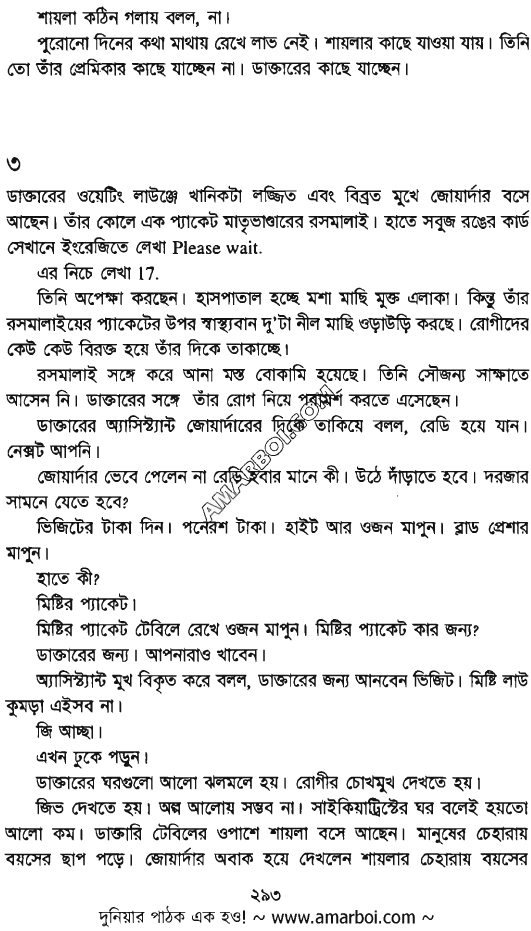 শায়লা কঠিন গলায় বলল, না।
পুরোনো দিনের কথা মাথায় রেখে লাভ নেই। শায়লার কাছে যাওয়া যায়। তিনি
তো তাঁর প্রেমিকার কাছে যাচ্ছেন না। ডাক্তারের কাছে যাচ্ছেন।
৩
ডাক্তারের ওয়েটিং লাউঞ্জে খানিকটা লজ্জিত এবং বিব্রত মুখে জোয়ার্দার বসে
আছেন। তাঁর কোলে এক প্যাকেট মাতৃভাণ্ডারের রসমালাই। হাতে সবুজ রঙের কার্ড
সেখানে ইংরেজিতে লেখা Please wait.
এর নিচে লেখা 17.
তিনি অপেক্ষা করছেন। হাসপাতাল হচ্ছে মশা মাছি মুক্ত এলাকা। কিন্তু তাঁর
রসমালাইয়ের প্যাকেটের উপর স্বাস্থ্যবান দু'টা নীল মাছি ওড়াউড়ি করছে। রোগীদের
কেউ কেউ বিরক্ত হয়ে তাঁর দিকে তাকাচ্ছে।
রসমালাই সঙ্গে করে আনা মস্ত বোকামি হয়েছে। তিনি সৌজন্য সাক্ষাতে
আসেন নি। ডাক্তারের সঙ্গে তাঁর রোগ নিয়ে পরামর্শ করতে এসেছেন।
ডাক্তারের অ্যাসিস্ট্যান্ট জোয়ার্দারের দিকে তাকিয়ে বলল, রেডি হয়ে যান।
নেক্সট আপনি।
জোয়ার্দার ভেবে পেলেন না রেডি হবার মানে কী। উঠে দাঁড়াতে হবে। দরজার
সামনে যেতে হবে?
ভিজিটের টাকা দিন। পনেরশ টাকা। হাইট আর ওজন মাপুন। ব্লাড প্রেশার
মাপুন।
হাতে কী?
মিষ্টির প্যাকেট।
মিষ্টির প্যাকেট টেবিলে রেখে ওজন মাপুন। মিষ্টির প্যাকেট কার জন্য?
ডাক্তারের জন্য। আপনারাও খাবেন।
অ্যাসিস্ট্যান্ট মুখ বিকৃত করে বলল, ডাক্তারের জন্য আনবেন ভিজিট। মিষ্টি লাউ
কুমড়া এইসব না।
জি আচ্ছা।
এখন ঢুকে পড়ুন।
ডাক্তারের ঘরগুলো আলো ঝলমলে হয়। রোগীর চোখমুখ দেখতে হয়।
জিভ দেখতে হয়। অল্প আলোয় সম্ভব না। সাইকিয়াট্রিস্টের ঘর বলেই হয়তো
আলো কম। ডাক্তারি টেবিলের ওপাশে শায়লা বসে আছেন। মানুষের চেহারায়
বয়সের ছাপ পড়ে। জোয়ার্দার অবাক হয়ে দেখলেন শায়লার চেহারায় বয়সের
২৯৩
দুনিয়ার পাঠক এক হও! ~ www.amarboi.com ~
AMARBOI.COM